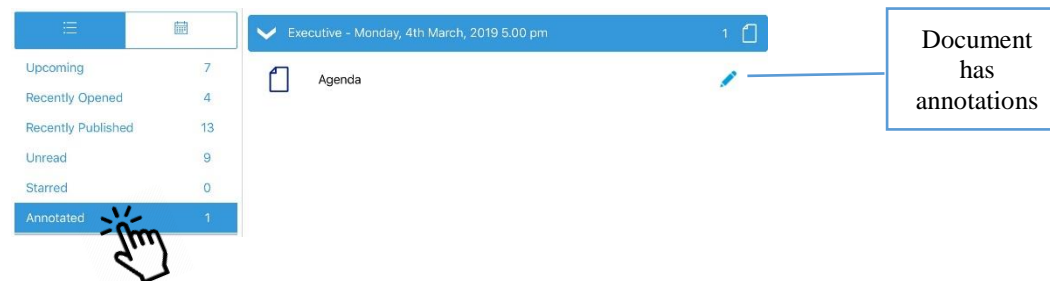 Upcoming 7
Recently Opened 4
Recently Published 13
Unread 9
Starred 0
Annotated 1
Executive - Monday, 4th March, 2019 5.00 pm 1
Agenda
Document
has
annotations